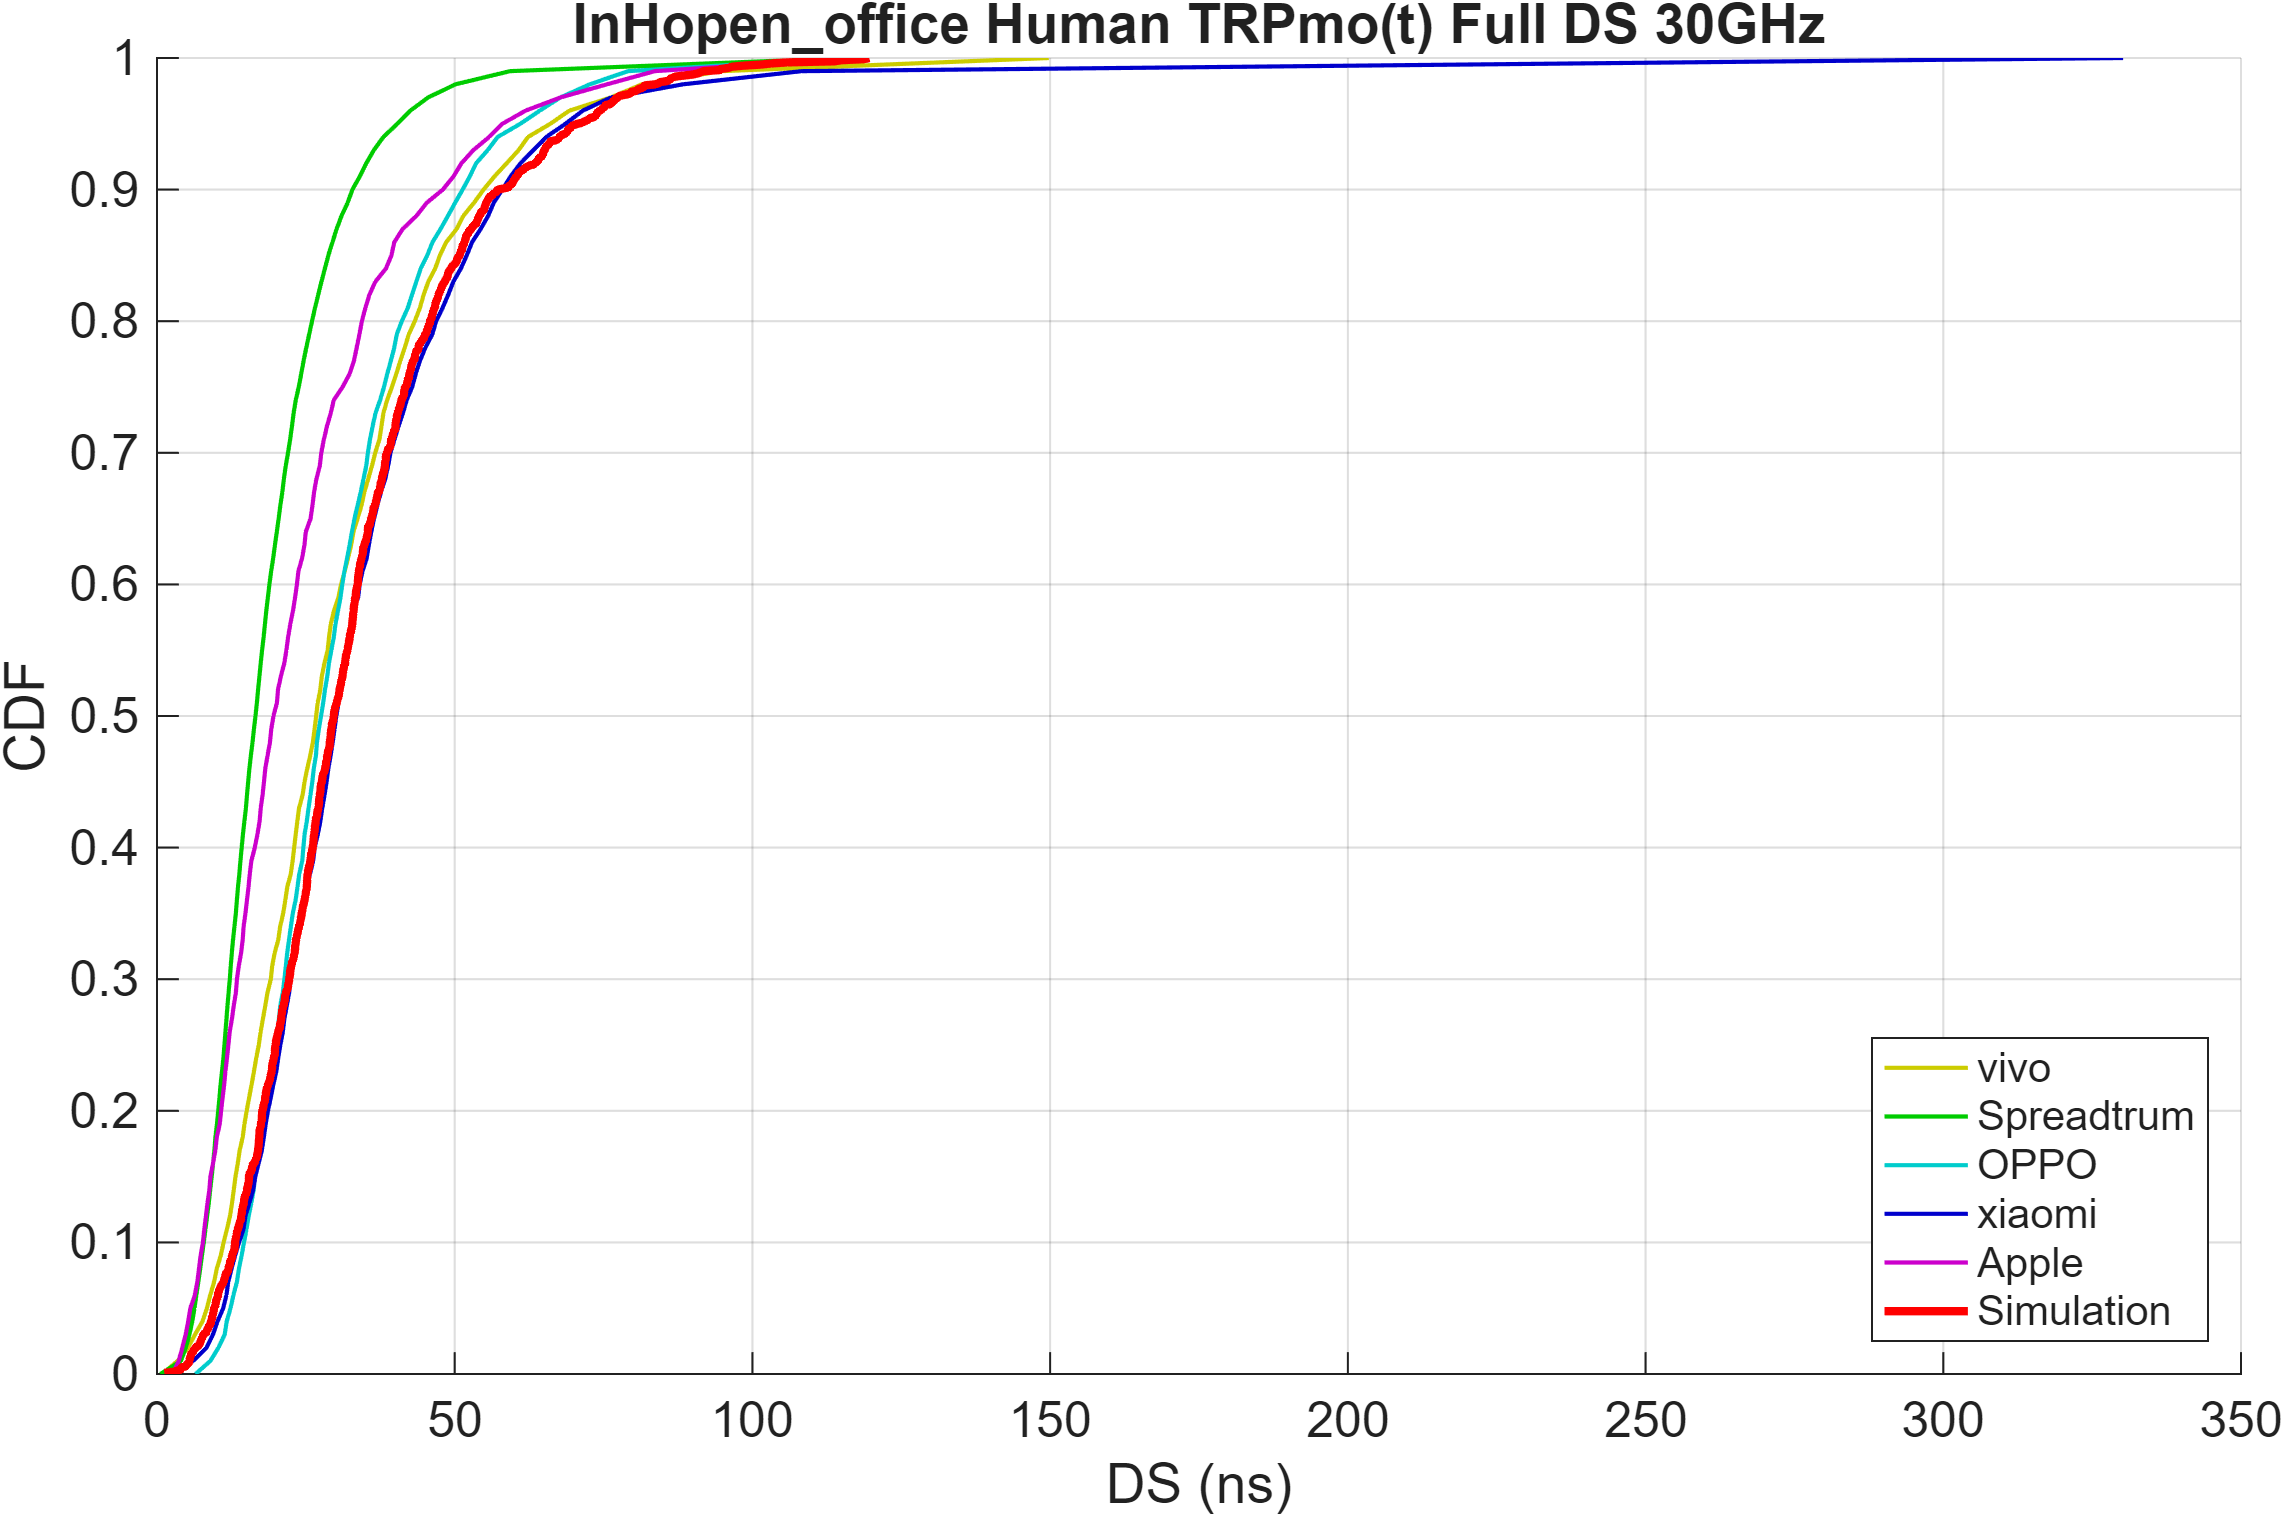 InHopen_office Human TRPmo(t) Full DS 30GHz
1
0.9
0.8
0.7
0.6
0.5
0.4
0.3
0.2
0.1
0
CDF
vivo
Spreadtrum
OPPO
xiaomi
Apple
Simulation
0 50 100 150 200 250 300 350
DS (ns)